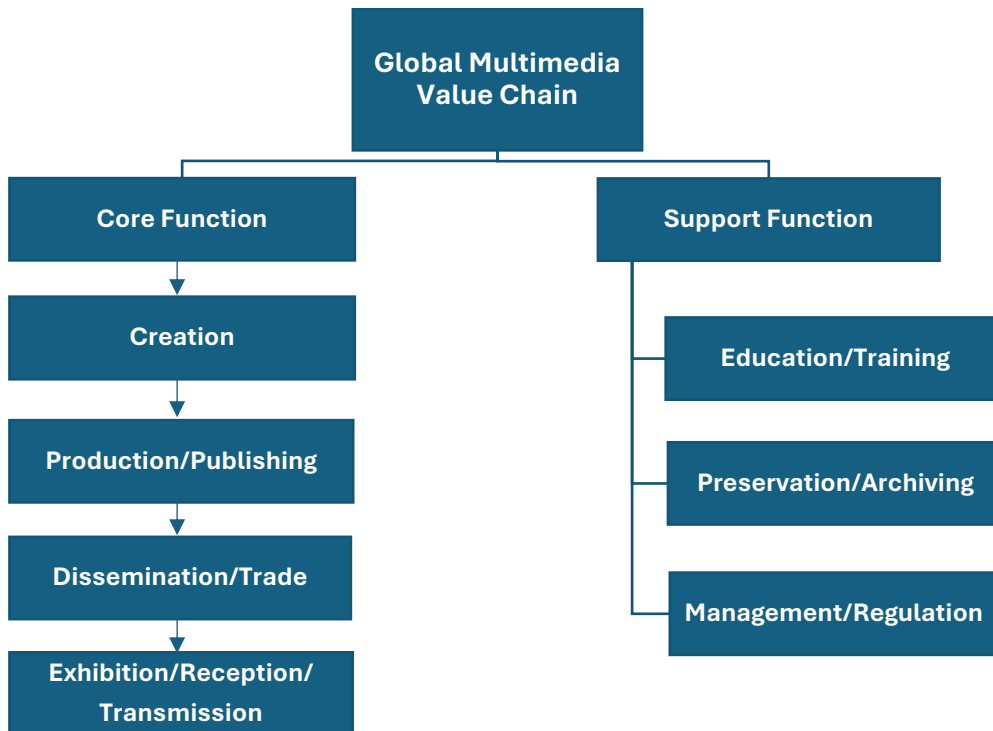 Global Multimedia
Value Chain
Core Function
Support Function
Creation
Education/Training
Production/Publishing
Preservation/Archiving
Dissemination/Trade
Management/Regulation
Exhibition/Reception/
Transmission